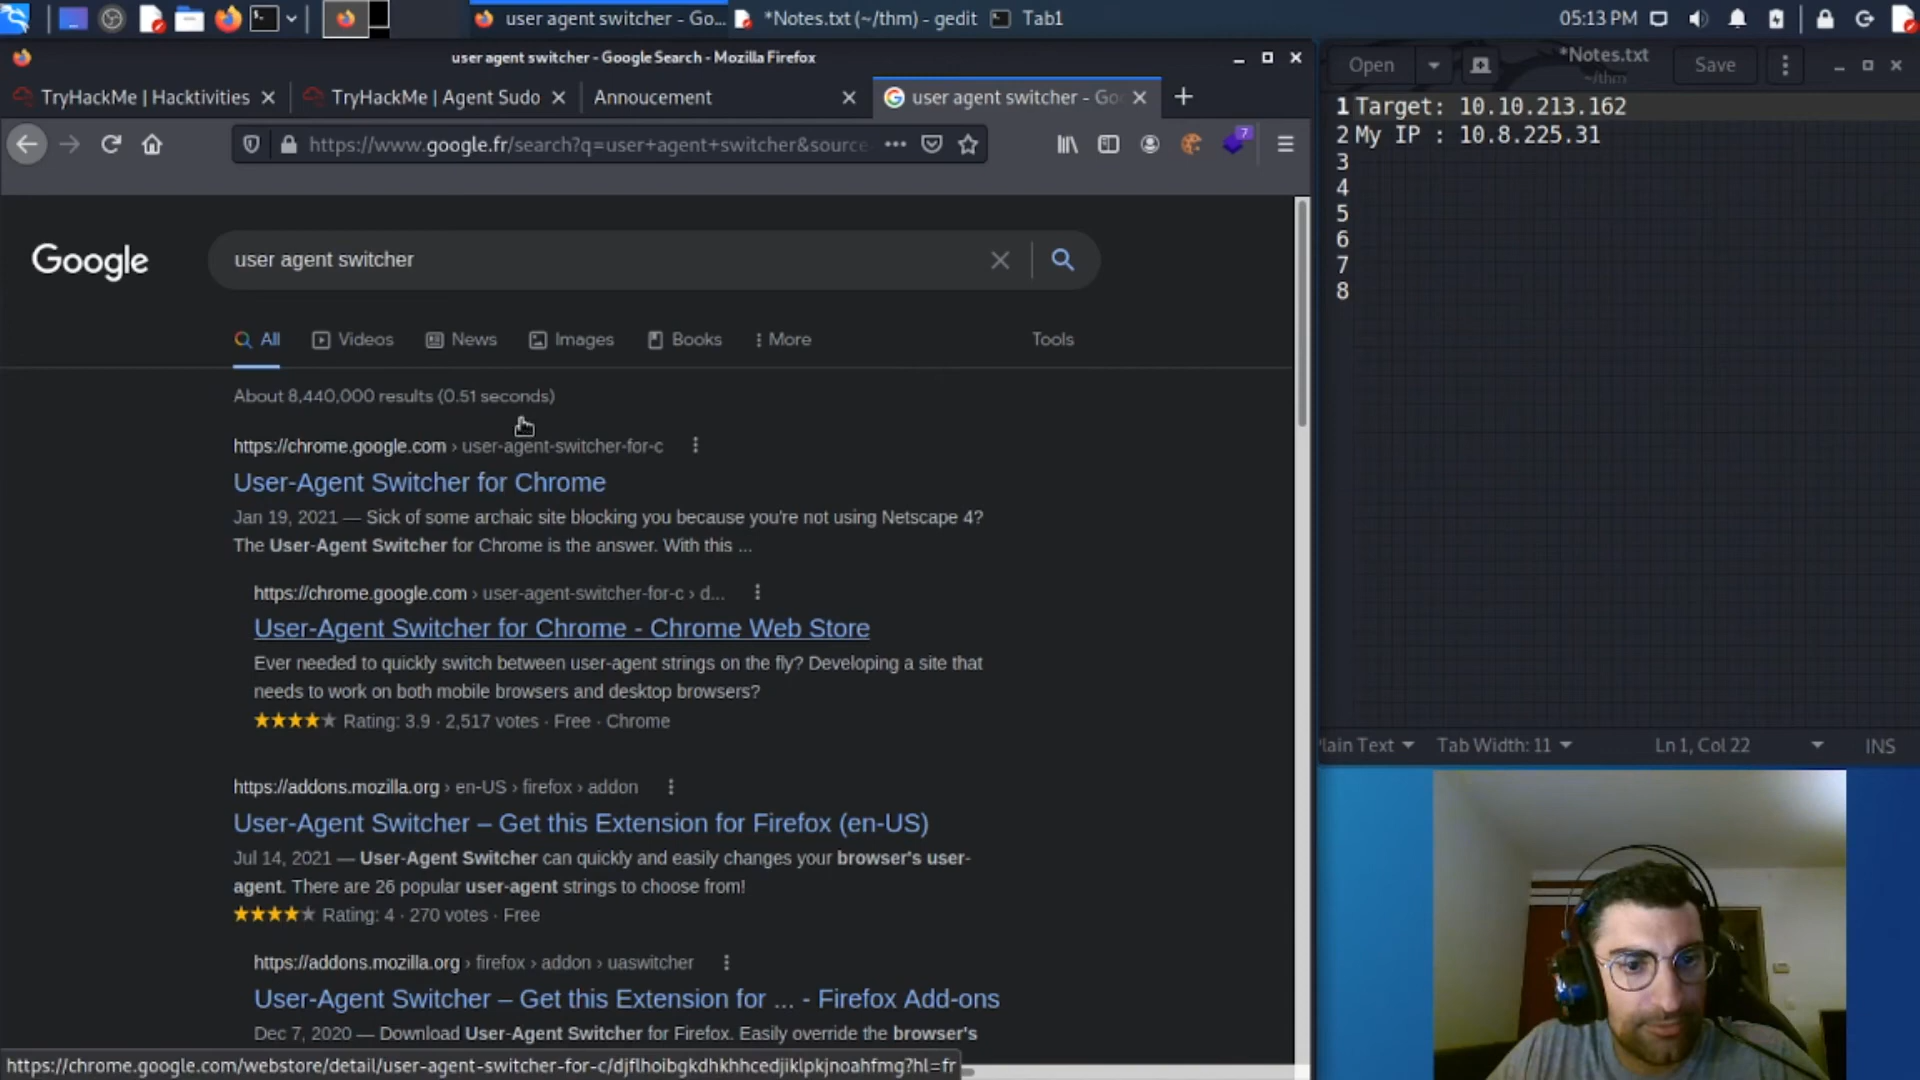 user agent switcher - Go...
*Notes.txt (~/thm) - gedit
Tab1
05:13 PM
user agent switcher - Google Search - Mozilla Firefox
TryHackMe | Hacktivities
TryHackMe | Agent Sudo
Annoucement
user agent switcher - Go
https://www.google.fr/search?q=user+agent+switcher&source
7
Google
user agent switcher
All
Videos
News
Images
Books
More
Tools
About 8,440,000 results (0.51 seconds)
https://chrome.google.com › user-agent-switcher-for-c
User-Agent Switcher for Chrome
Jan 19, 2021 — Sick of some archaic site blocking you because you're not using Netscape 4?
The User-Agent Switcher for Chrome is the answer. With this ...
https://chrome.google.com › user-agent-switcher-for-c › d...
User-Agent Switcher for Chrome - Chrome Web Store
Ever needed to quickly switch between user-agent strings on the fly? Developing a site that
needs to work on both mobile browsers and desktop browsers?
Rating: 3.9 · 2,517 votes · Free · Chrome
https://addons.mozilla.org › en-US › firefox › addon
User-Agent Switcher – Get this Extension for Firefox (en-US)
Jul 14, 2021 — User-Agent Switcher can quickly and easily changes your browser's user-
agent. There are 26 popular user-agent strings to choose from!
Rating: 4 · 270 votes · Free
https://addons.mozilla.org › firefox › addon › uaswitcher
User-Agent Switcher – Get this Extension for ... - Firefox Add-ons
Dec 7, 2020 — Download User-Agent Switcher for Firefox. Easily override the browser's
https://chrome.google.com/webstore/detail/user-agent-switcher-for-c/djflhoibgkdhkhhcedjiklpkjnoahfmg?hl=fr
Open
*Notes.txt
~/thm
Save
1 Target: 10.10.213.162
2 My IP : 10.8.225.31
3
4
5
6
7
8
lain Text
Tab Width: 11
Ln 1, Col 22
INS